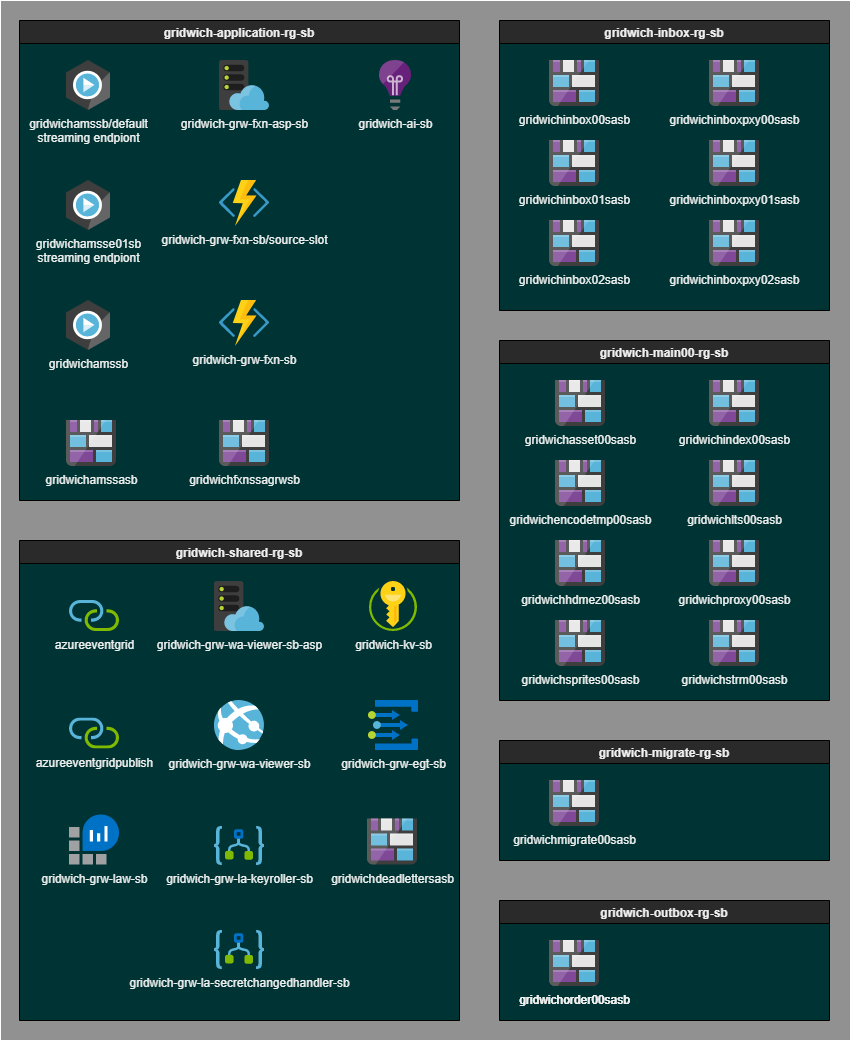 gridwich-application-rg-sb
gridwichamssb/default
streaming endpiont
gridwich-grw-fxn-asp-sb
gridwich-ai-sb
gridwichamsse01sb
streaming endpiont
gridwich-grw-fxn-sb/source-slot
gridwichamssb
gridwich-grw-fxn-sb
gridwichamssasb
gridwichfxnssagrwsb
gridwich-shared-rg-sb
azureeventgrid
gridwich-grw-wa-viewer-sb-asp
gridwich-kv-sb
azureeventgridpublish
gridwich-grw-wa-viewer-sb
gridwich-grw-egt-sb
gridwich-grw-law-sb
gridwich-grw-la-keyroller-sb
gridwichdeadlettersasb
gridwich-grw-la-secretchangedhandler-sb
gridwich-inbox-rg-sb
gridwichinbox00sasb
gridwichinboxpxy00sasb
gridwichinbox01sasb
gridwichinboxpxy01sasb
gridwichinbox02sasb
gridwichinboxpxy02sasb
gridwich-main00-rg-sb
gridwichasset00sasb
gridwichindex00sasb
gridwichencodetmp00sasb
gridwichlts00sasb
gridwichhdmez00sasb
gridwichproxy00sasb
gridwichsprites00sasb
gridwichstrm00sasb
gridwich-migrate-rg-sb
gridwichmigrate00sasb
gridwich-outbox-rg-sb
gridwichorder00sasb